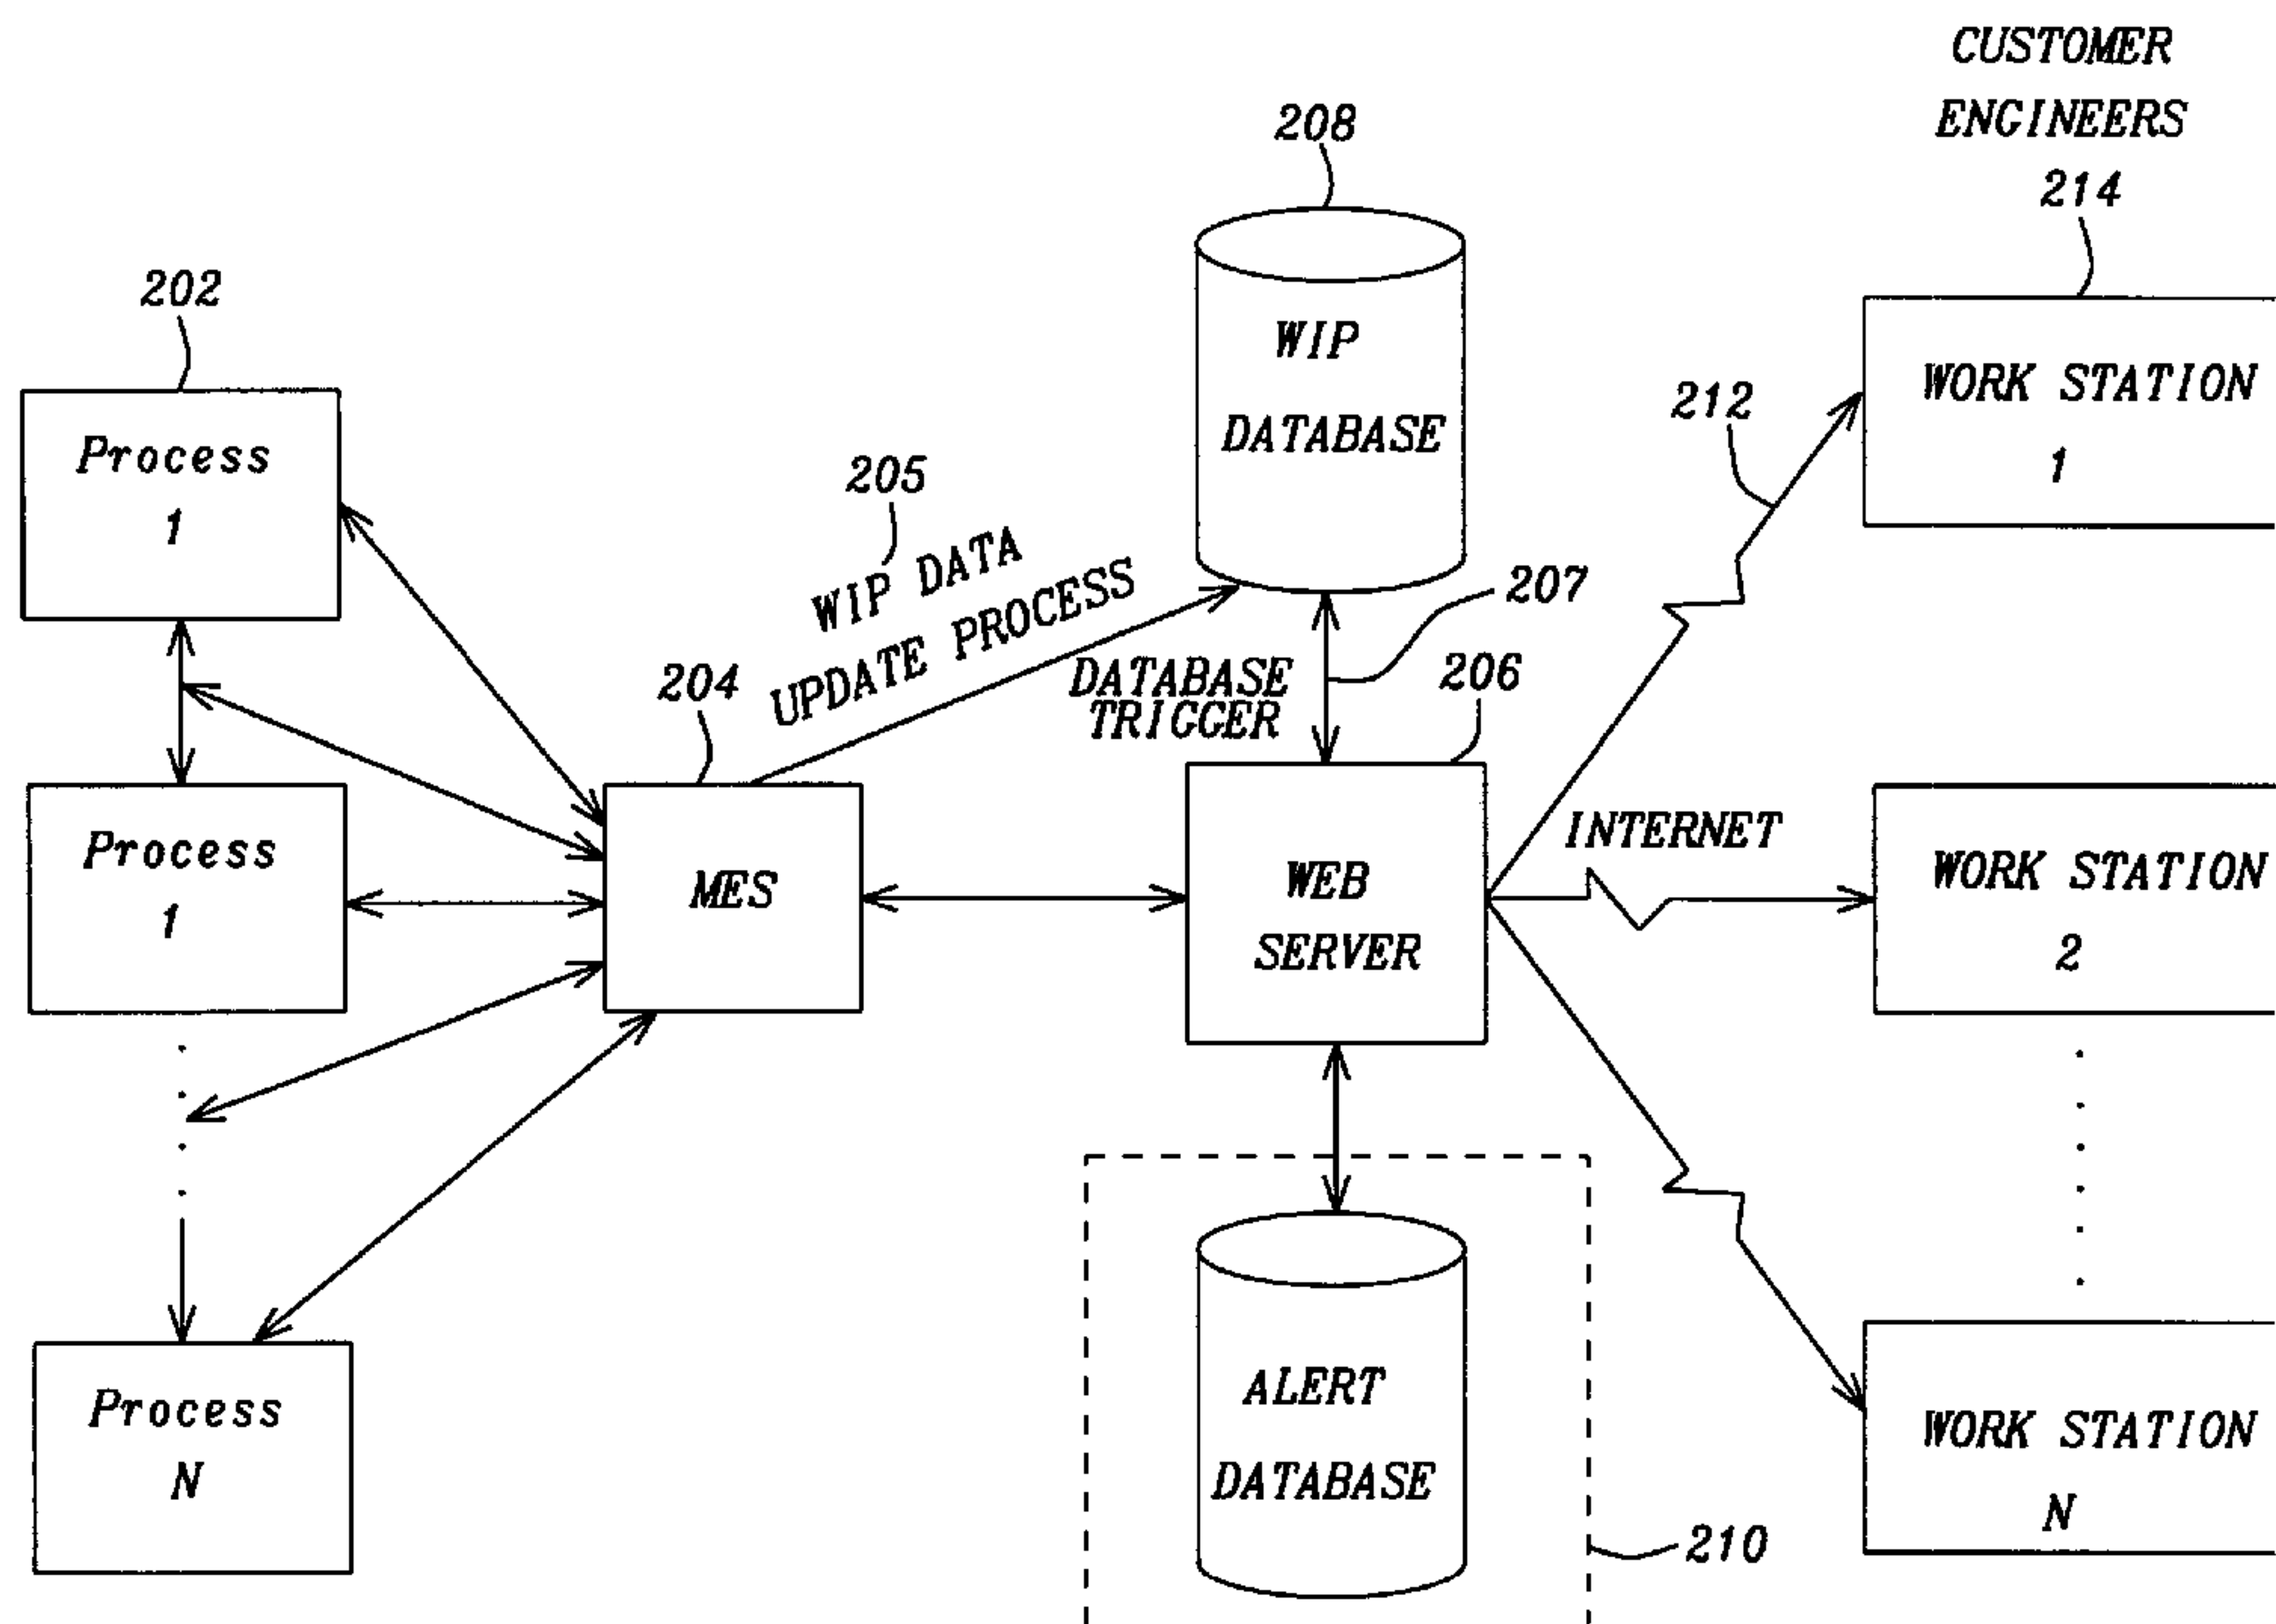 CUSTOMER
ENGINEERS
214
208
202
WIP
DATABASE
WORK STATION
1
212
Process
1
205
WIP DATA
UPDATE PROCESS
207
204
DATABASE
TRIGGER
206
INTERNET
Process
1
MES
WEB
SERVER
WORK STATION
2
Process
N
ALERT
DATABASE
WORK STATION
N
210